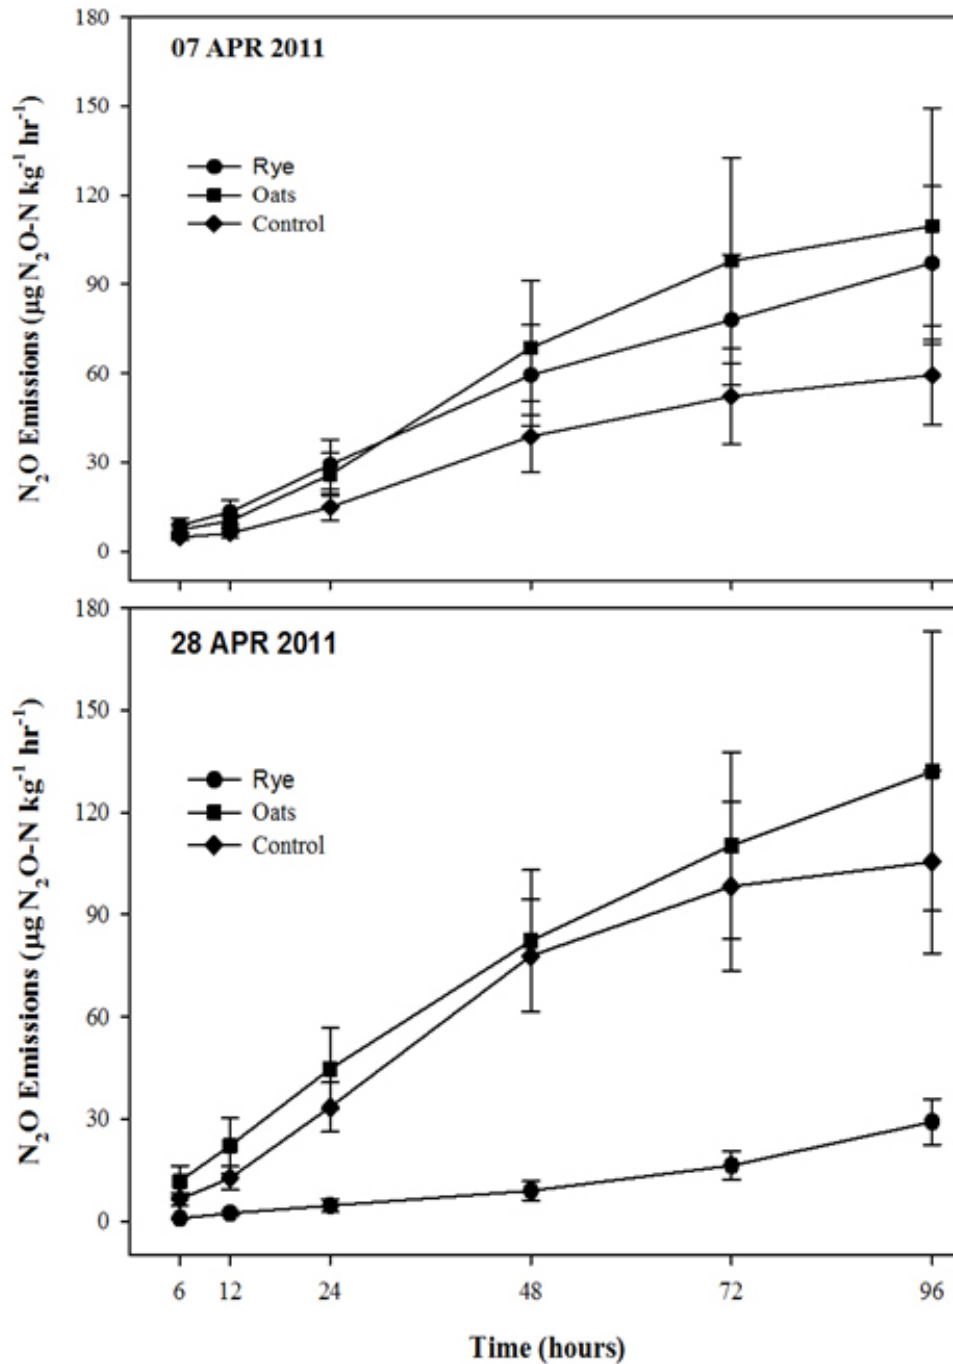 180
07 APR 2011
150
Rye
120
Oats
Control
90
60
30
0
N₂O Emissions (µg N₂O-N kg⁻¹ hr⁻¹)
180
28 APR 2011
150
Rye
120
Oats
Control
90
60
30
0
N₂O Emissions (µg N₂O-N kg⁻¹ hr⁻¹)
6 12 24 48 72 96
Time (hours)